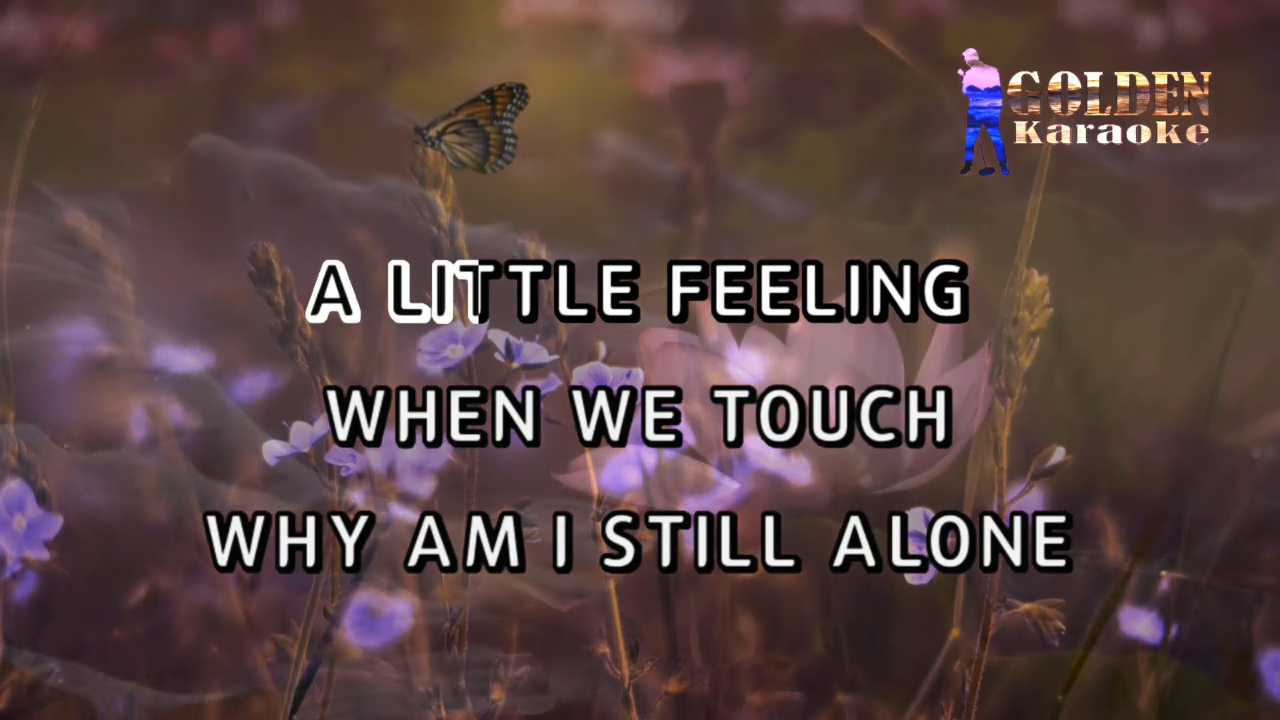 GOLDEN
Karaoke
A LITTLE FEELING
WHEN WE TOUCH
WHY AM I STILL ALONE